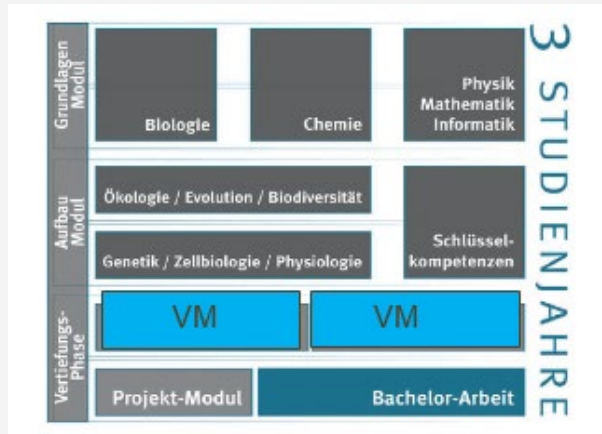 Grundlagen
Modul
Biologie
Chemie
Physik
Mathematik
Informatik
Aufbau
Modul
Ökologie / Evolution / Biodiversität
Genetik / Zellbiologie / Physiologie
Schlüssel-
kompetenzen
Vertiefungs-
Phase
VM
VM
Projekt-Modul
Bachelor-Arbeit
3 STUDIENJAHRE